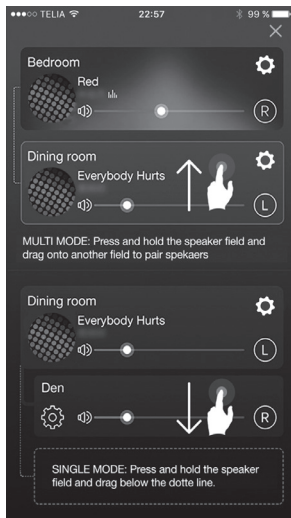 TELIA 22:57 99 %
Bedroom
Red
R
Dining room
Everybody Hurts
L
MULTI MODE: Press and hold the speaker field and
drag onto another field to pair spekaers
Dining room
Everybody Hurts
L
Den
R
SINGLE MODE: Press and hold the speaker
field and drag below the dotte line.